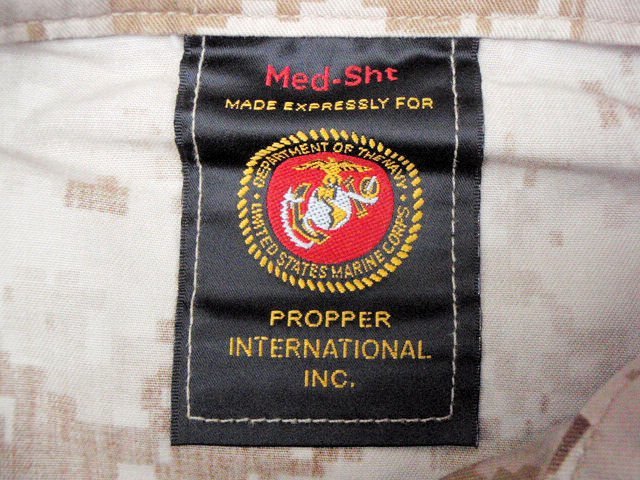 Med-Sht
MADE EXPRESSLY FOR
DEPARTMENT OF THE NAVY
UNITED STATES MARINE CORPS
PROPPER
INTERNATIONAL
INC.